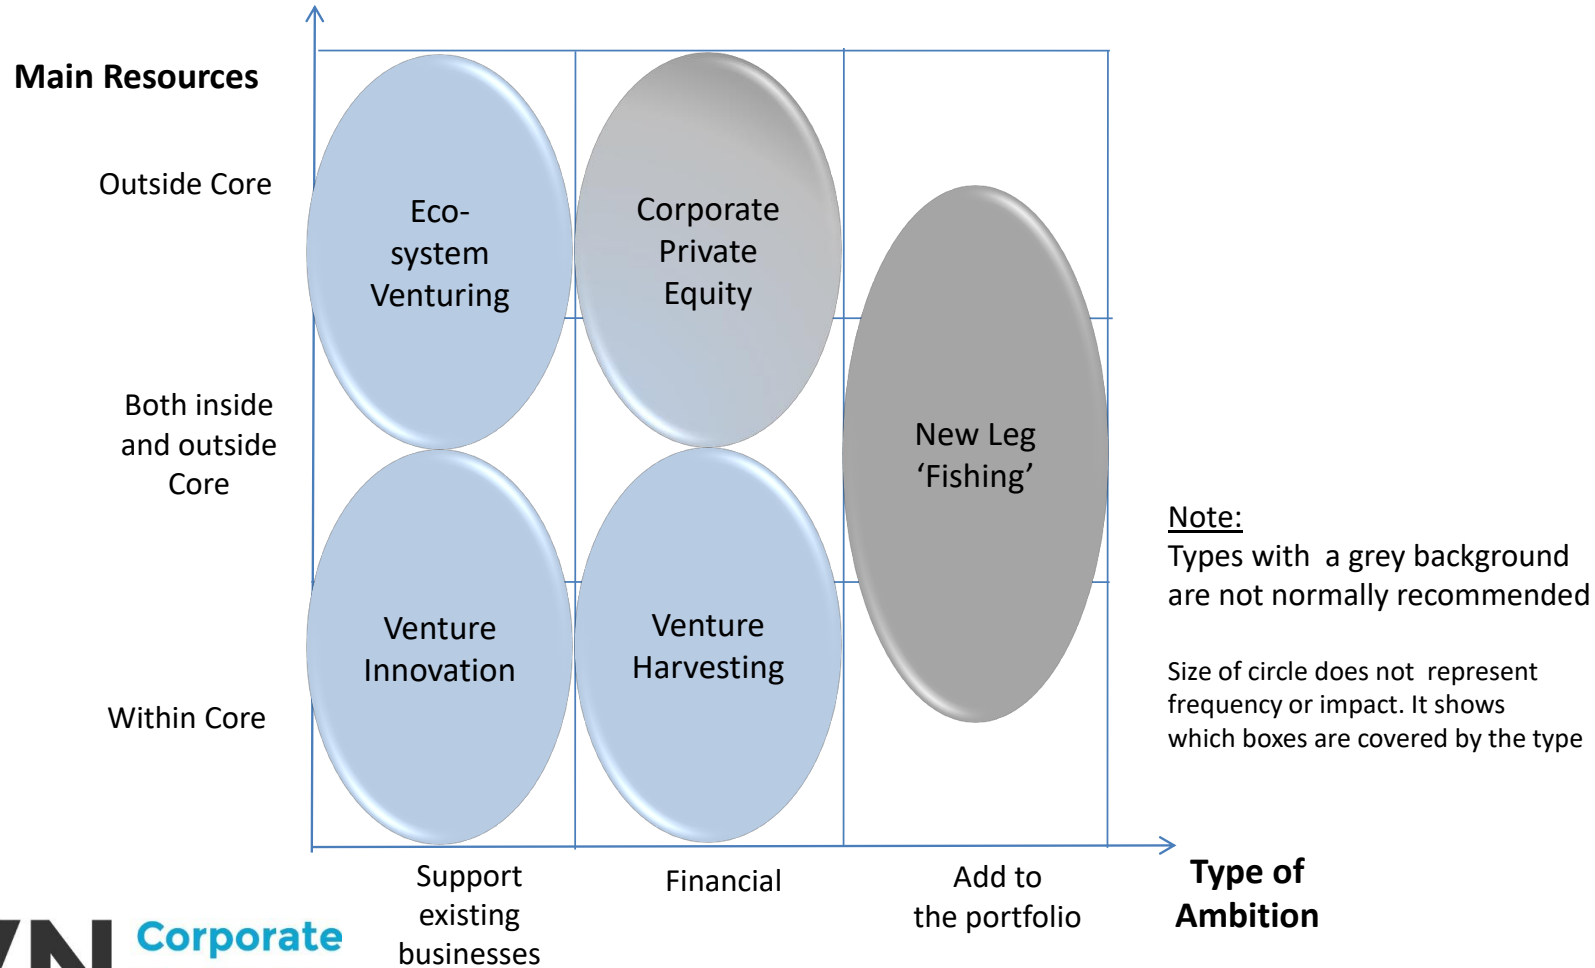 Main Resources
Outside Core
Eco-
system
Venturing
Corporate
Private
Equity
Both inside
and outside
Core
New Leg
‘Fishing’
Note:
Types with  a grey background
are not normally recommended
Size of circle does not  represent
frequency or impact. It shows
which boxes are covered by the type
Within Core
Venture
Innovation
Venture
Harvesting
Support
existing
businesses
Financial
Add to
the portfolio
Type of
Ambition
Corporate